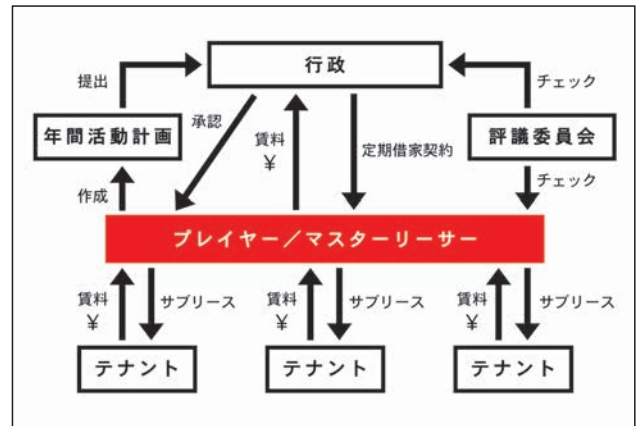 行政
提出
チェック
年間活動計画
承認
賃料
¥
定期借家契約
評議委員会
作成
チェック
プレイヤー／マスターリーサー
賃料
¥
サブリース
賃料
¥
サブリース
賃料
¥
サブリース
テナント
テナント
テナント